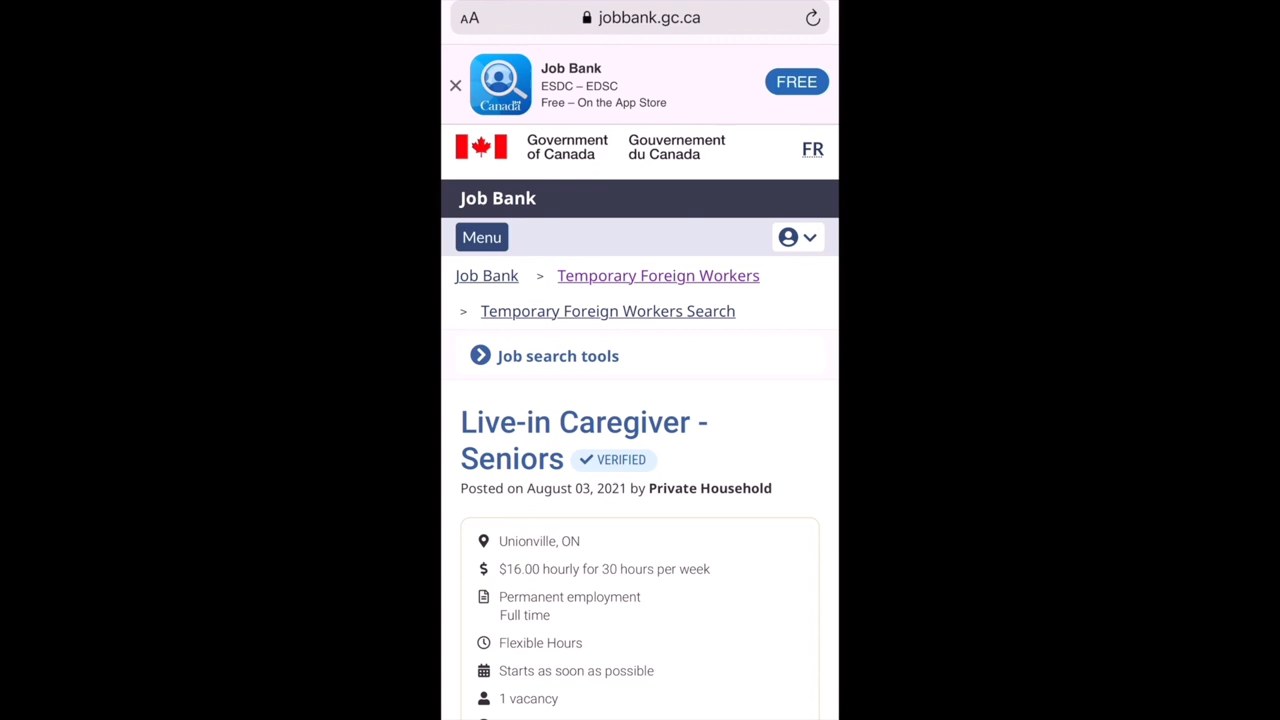 AA
jobbank.gc.ca
Job Bank
ESDC – EDSC
Free – On the App Store
FREE
Canada
Government of Canada
Gouvernement du Canada
FR
Job Bank
Menu
Job Bank > Temporary Foreign Workers
> Temporary Foreign Workers Search
Job search tools
Live-in Caregiver -
Seniors VERIFIED
Posted on August 03, 2021 by Private Household
Unionville, ON
$16.00 hourly for 30 hours per week
Permanent employment
Full time
Flexible Hours
Starts as soon as possible
1 vacancy